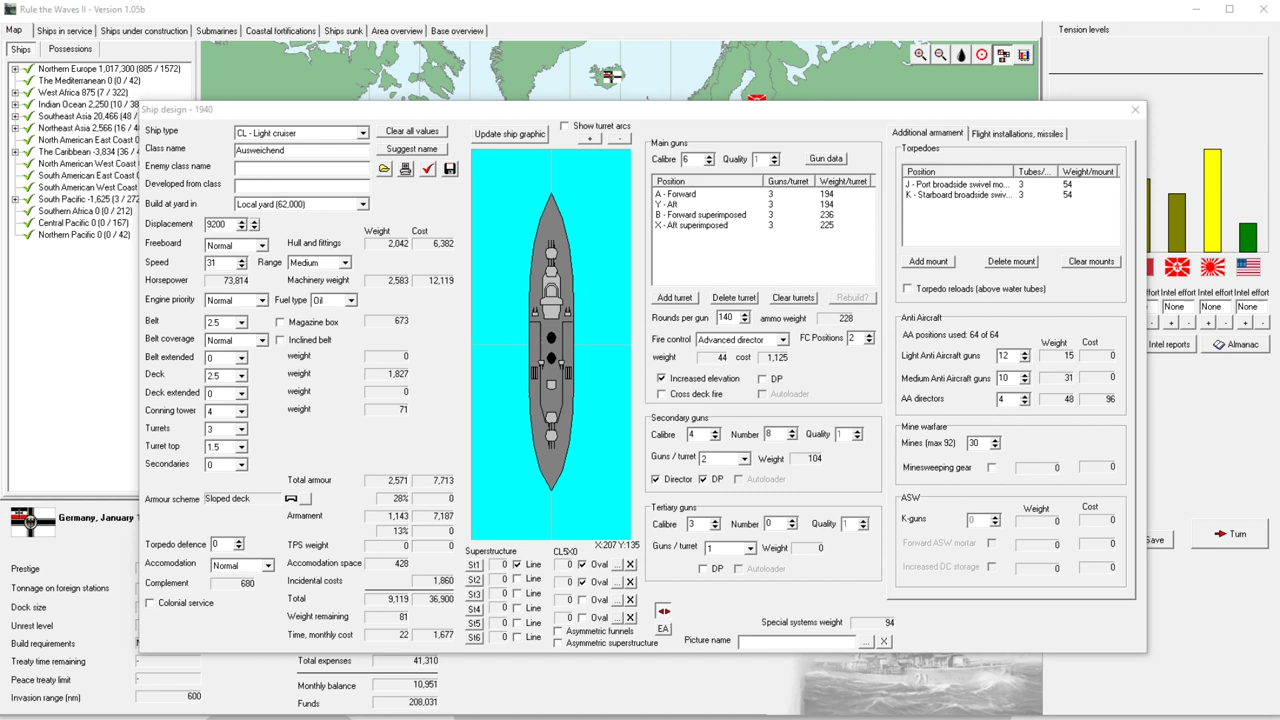 Rule the Waves II - Version 1.05b
Map Ships in service Ships under construction Submarines Coastal fortifications Ships sunk Area overview Base overview
Ships Possessions
Northern Europe 1,017,300 (885 / 1572)
The Mediterranean 0 (0 / 42)
West Africa 875 (7 / 322)
Indian Ocean 2,250 (10 / 38
Southeast Asia 20,466 (48 /
Northeast Asia 2,566 (16 / 4
North American East Coast 0
North American East Coast 0
The Caribbean -3,834 (36 /
North American West Coast
South American East Coast
South American West Coast
South Pacific -1,625 (3 / 272
Southern Africa 0 (0 / 212)
Central Pacific 0 (0 / 167)
Northern Pacific 0 (0 / 42)
Tension levels
Ship design - 1940
Ship type CL - Light cruiser Clear all values
Class name Ausweichend Suggest name
Enemy class name
Developed from class
Build at yard in Local yard (62,000)
Displacement 9200 Weight Cost
Freeboard Normal Hull and fittings 2,042 6,382
Speed 31 Range Medium
Horsepower 73,814 Machinery weight 2,583 12,119
Engine priority Normal Fuel type Oil
Belt 2.5 Magazine box 673
Belt coverage Normal Inclined belt
Belt extended 0 weight 0
Deck 2.5 weight 1,827
Deck extended 0 weight 0
Conning tower 4 weight 71
Turrets 3
Turret top 1.5
Secondaries 0
Total armour 2,571 7,713
Armour scheme Sloped deck 28% 0
Armament 1,143 7,187
13% 0
Torpedo defence 0 TPS weight 0 0
Accomodation Normal Accomodation space 428
Complement 680 Incidental costs 1,860
Colonial service Total 9,119 36,900
Weight remaining 81
Time, monthly cost 22 1,677
Update ship graphic Show turret arcs
+ -
X:207 Y:135
Superstructure CL5X0
St1 0 Line 0 Oval ... X
St2 0 Line 0 Oval ... X
St3 0 Line 0 Oval ... X
St4 0 Line 0 Oval ... X
St5 0 Line 0 Oval ... X
St6 0 Line
Asymmetric funnels
Asymmetric superstructure
Main guns
Calibre 6 Quality 1 Gun data
Position Guns/turret Weight/turret
A - Forward 3 194
Y - Aft 3 194
B - Forward superimposed 3 236
X - Aft superimposed 3 225
Add turret Delete turret Clear turrets Rebuild?
Rounds per gun 140 ammo weight 228
Fire control Advanced director FC Positions 2
weight 44 cost 1,125
Increased elevation DP
Cross deck fire Autoloader
Secondary guns
Calibre 4 Number 8 Quality 1
Guns / turret 2 Weight 104
Director DP Autoloader
Tertiary guns
Calibre 3 Number 0 Quality 1
Guns / turret 1 Weight 0
DP Autoloader
EA
Special systems weight 94
Picture name ... X
Additional armament Flight installations, missiles
Torpedoes
Position Tubes/... Weight/mount
J - Port broadside swivel mo... 3 54
K - Starboard broadside swiv... 3 54
Add mount Delete mount Clear mounts
Torpedo reloads (above water tubes)
Anti Aircraft
AA positions used: 64 of 64
Weight Cost
Light Anti Aircraft guns 12 15 0
Medium Anti Aircraft guns 10 31 0
AA directors 4 48 96
Mine warfare
Mines (max 92) 30
Minesweeping gear 0 0
ASW
Weight Cost
K-guns 0 0 0
Forward ASW mortar 0 0
Increased DC storage 0 0
effort Intel effort Intel effort Intel effort
None None None
- + - + - + -
Intel reports Almanac
ave Turn
Germany, January 1
Prestige
Tonnage on foreign stations
Dock size
Unrest level
Build requirements
Treaty time remaining -
Peace treaty limit -
Invasion range (nm) 600
Total expenses 41,310
Monthly balance 10,951
Funds 208,031